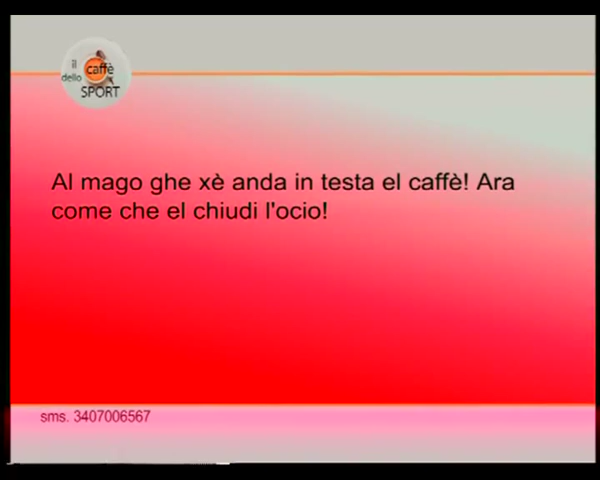 il caffè
dello
SPORT
Al mago ghe xè anda in testa el caffè! Ara
come che el chiudi l'ocio!
sms. 3407006567